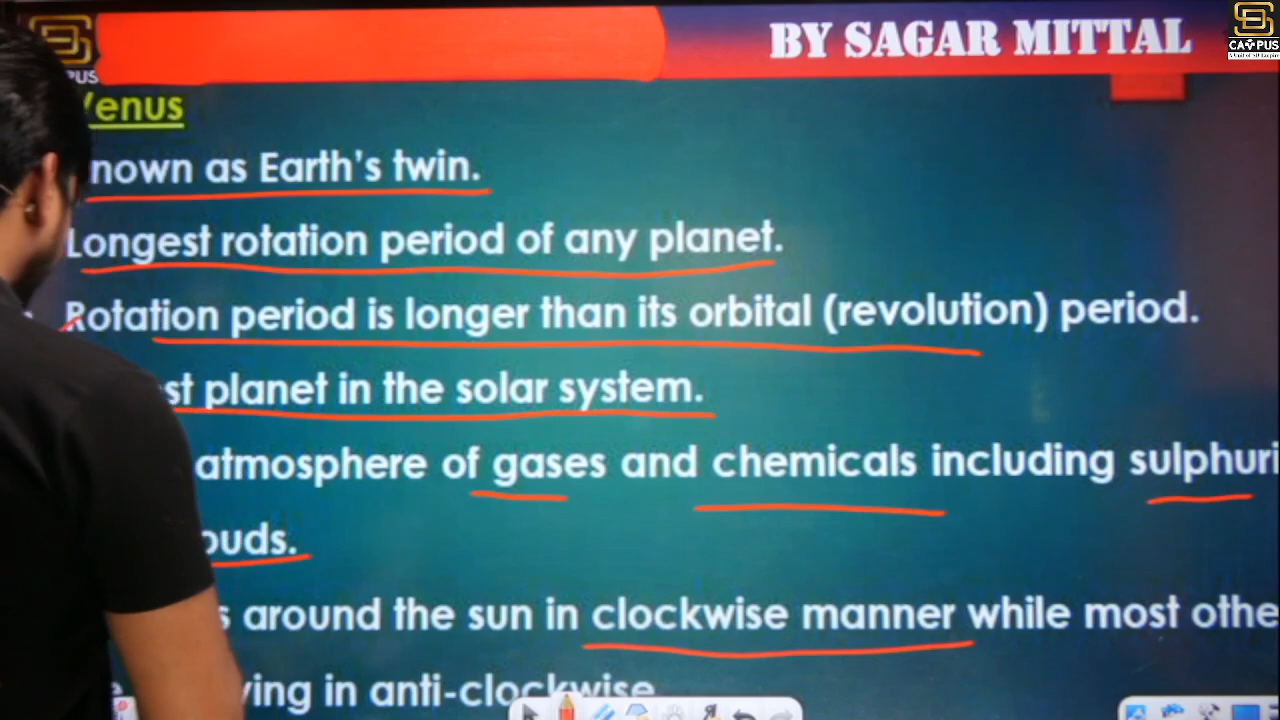 BY SAGAR MITTAL
CAMPUS
Venus
nown as Earth's twin.
Longest rotation period of any planet.
Rotation period is longer than its orbital (revolution) period.
st planet in the solar system.
atmosphere of gases and chemicals including sulphuri
ouds.
s around the sun in clockwise manner while most othe
ving in anti-clockwise